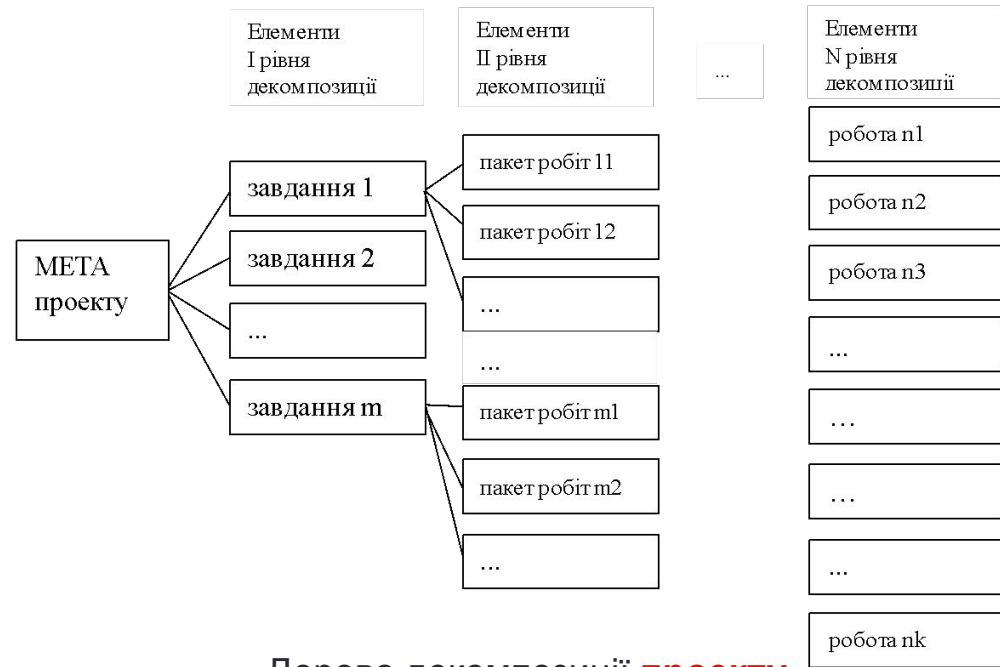 Елементи
І рівня
декомпозиції
Елементи
ІІ рівня
декомпозиції
...
Елементи
N рівня
декомпозиції
МЕТА
проекту
завдання 1
завдання 2
...
завдання m
пакет робіт 11
пакет робіт 12
...
...
пакет робіт m1
пакет робіт m2
...
робота n1
робота n2
робота n3
...
...
...
...
робота nk
Дерево декомпозиції проекту